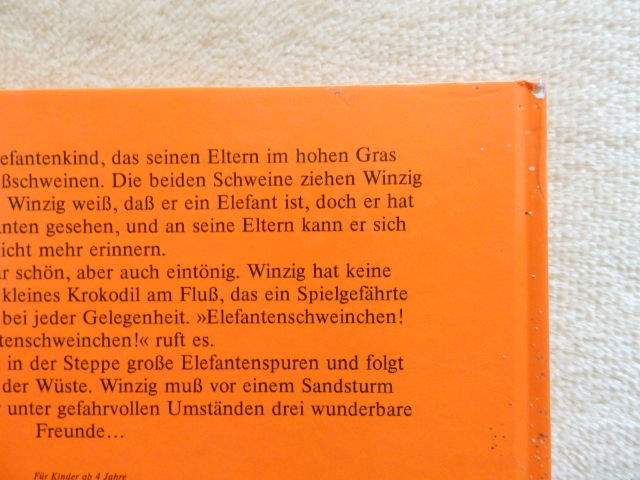 efantenkind, das seinen Eltern im hohen Gras
ßschweinen. Die beiden Schweine ziehen Winzig
Winzig weiß, daß er ein Elefant ist, doch er hat
anten gesehen, und an seine Eltern kann er sich
icht mehr erinnern.
ar schön, aber auch eintönig. Winzig hat keine
kleines Krokodil am Fluß, das ein Spielgefährte
bei jeder Gelegenheit. »Elefantenschweinchen!
tenschweinchen!« ruft es.
in der Steppe große Elefantenspuren und folgt
der Wüste. Winzig muß vor einem Sandsturm
unter gefahrvollen Umständen drei wunderbare
Freunde...
Für Kinder ab 4 Jahre